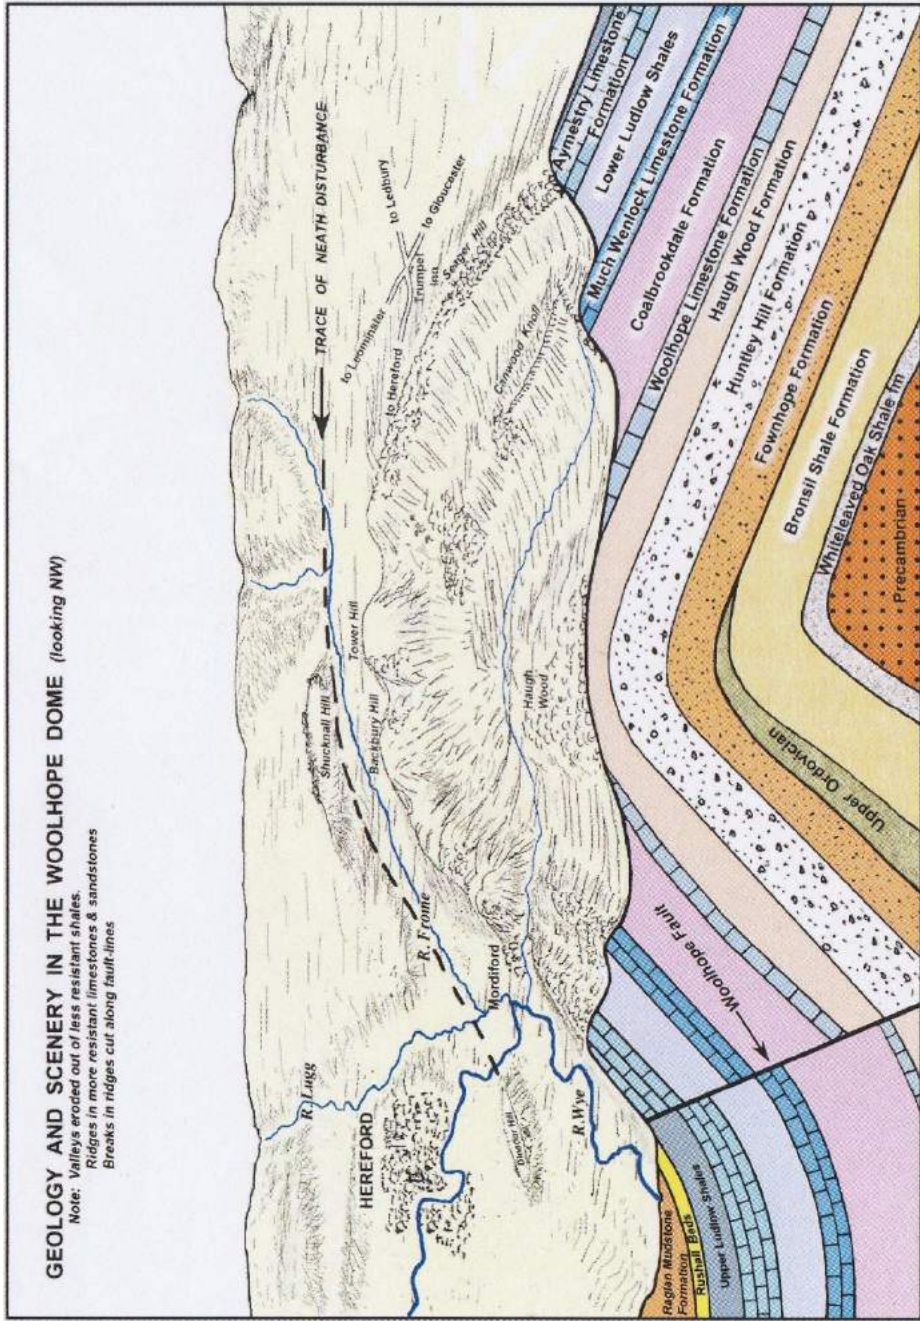 GEOLOGY AND SCENERY IN THE WOOLHOPE DOME (looking NW)
Note: Valleys eroded out of less resistant shales.
Ridges in more resistant limestones & sandstones
Breaks in ridges cut along fault-lines
TRACE OF NEATH DISTURBANCE
to Leominster
to Ledbury
to Hereford
Trumpet
Inn
to Gloucester
Seager Hill
R. Lugg
HEREFORD
Shucknall Hill
Tower Hill
Backbury Hill
R. Frome
Mordiford
Haugh
Wood
Dinedor Hill
R. Wye
Raglan Mudstone
Formation
Rushall Beds
Upper Ludlow Shales
Woolhope Fault
Upper Ordovician
Aymestry Limestone
Formation
Lower Ludlow Shales
Much Wenlock Limestone Formation
Coalbrookdale Formation
Woolhope Limestone Formation
Haugh Wood Formation
Huntley Hill Formation
Fownhope Formation
Bronsil Shale Formation
Whiteleaved Oak Shale fm
Precambrian